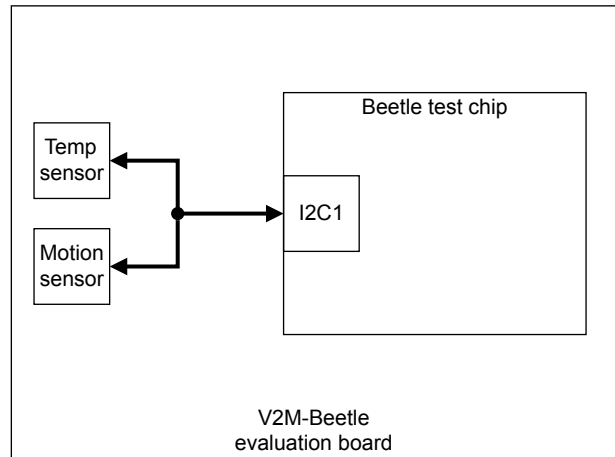 Beetle test chip
Temp
sensor
I2C1
Motion
sensor
V2M-Beetle
evaluation board